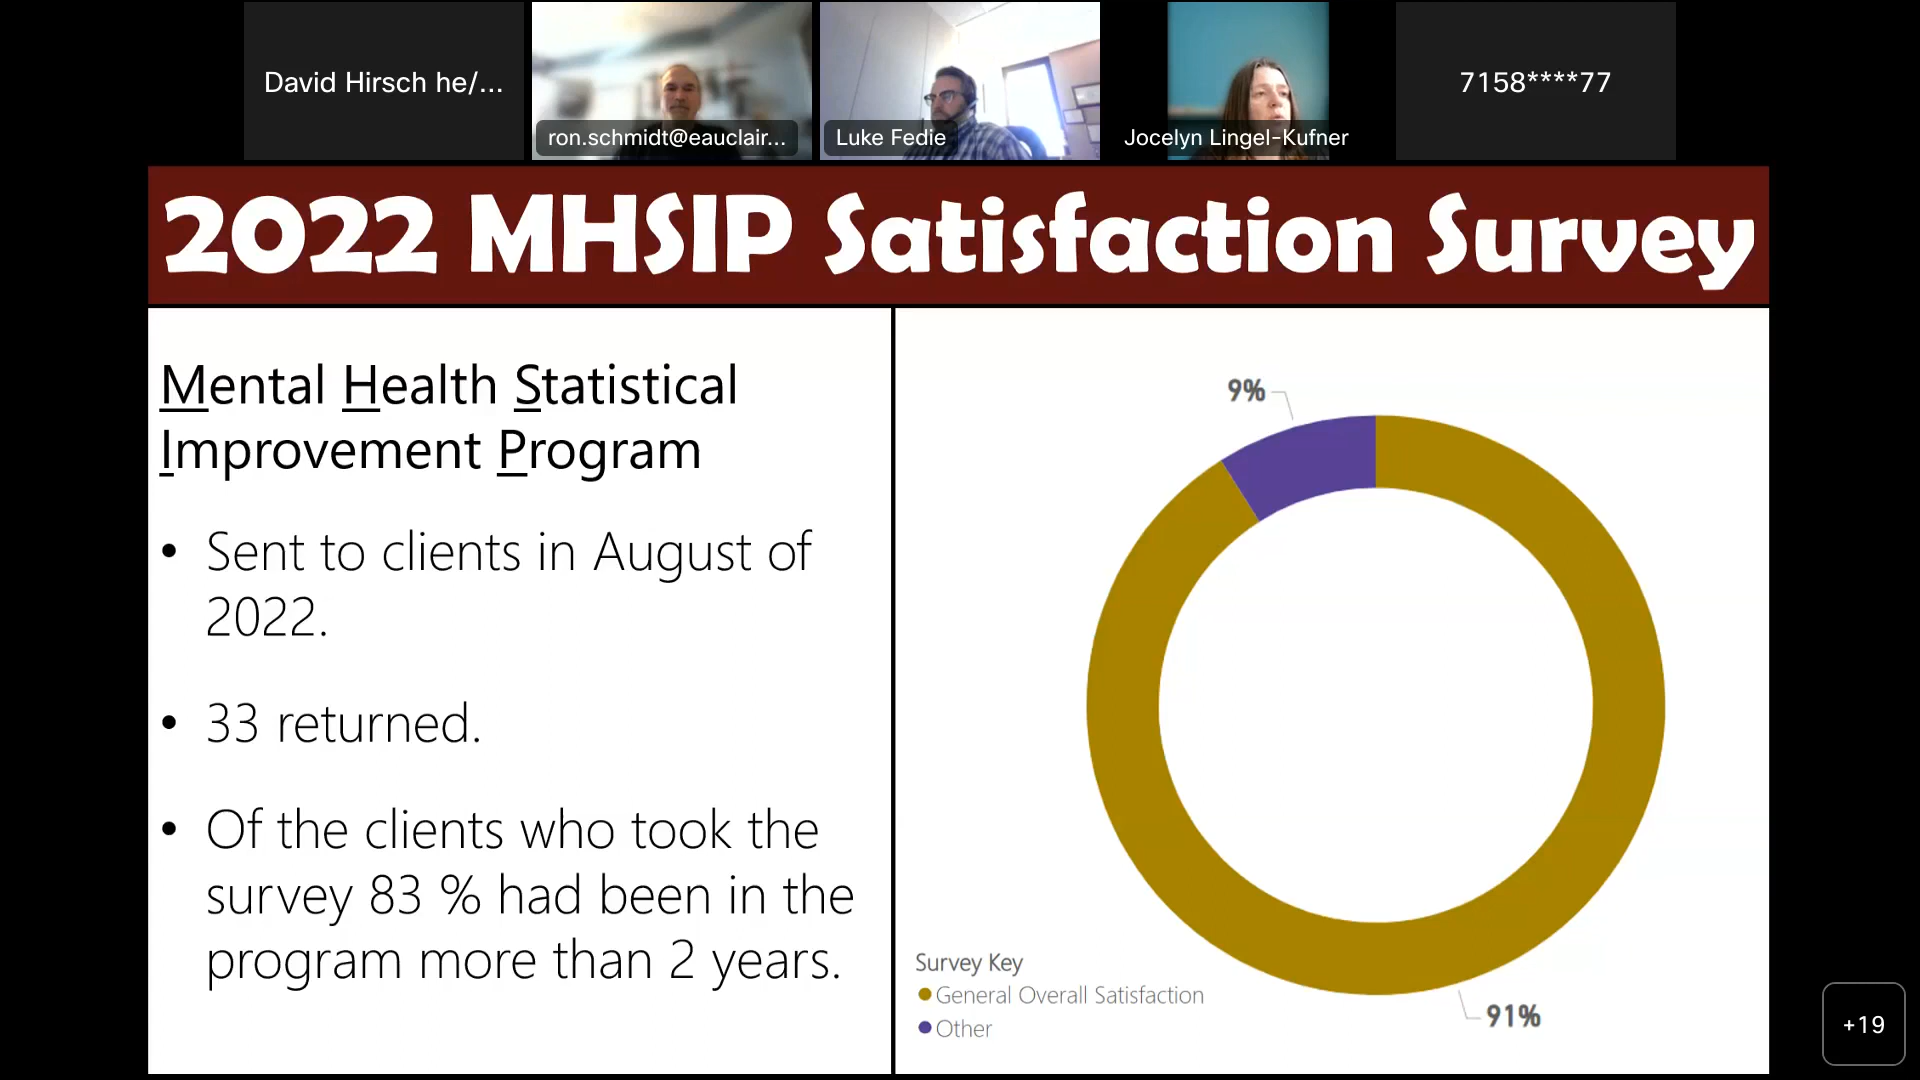 David Hirsch he/...
ron.schmidt@eauclair...
Luke Fedie
Jocelyn Lingel-Kufner
7158****77
2022 MHSIP Satisfaction Survey
Mental Health Statistical
Improvement Program
• Sent to clients in August of
2022.
• 33 returned.
• Of the clients who took the
survey 83 % had been in the
program more than 2 years.
9%
91%
Survey Key
General Overall Satisfaction
Other
+19